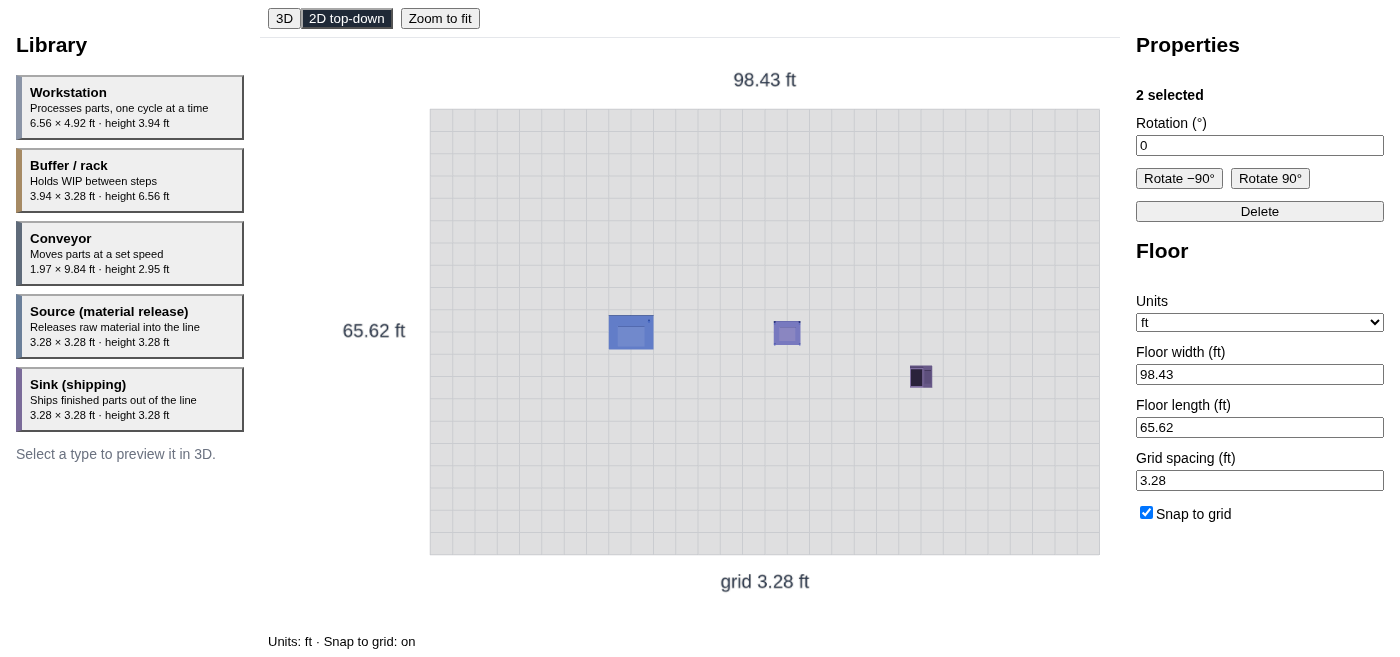 3D
2D top-down
Zoom to fit
Library
Workstation
Processes parts, one cycle at a time
6.56 × 4.92 ft · height 3.94 ft
Buffer / rack
Holds WIP between steps
3.94 × 3.28 ft · height 6.56 ft
Conveyor
Moves parts at a set speed
1.97 × 9.84 ft · height 2.95 ft
Source (material release)
Releases raw material into the line
3.28 × 3.28 ft · height 3.28 ft
Sink (shipping)
Ships finished parts out of the line
3.28 × 3.28 ft · height 3.28 ft
Select a type to preview it in 3D.
98.43 ft
65.62 ft
grid 3.28 ft
Units: ft · Snap to grid: on
Properties
2 selected
Rotation (°)
0
Rotate −90°
Rotate 90°
Delete
Floor
Units
ft
Floor width (ft)
98.43
Floor length (ft)
65.62
Grid spacing (ft)
3.28
Snap to grid